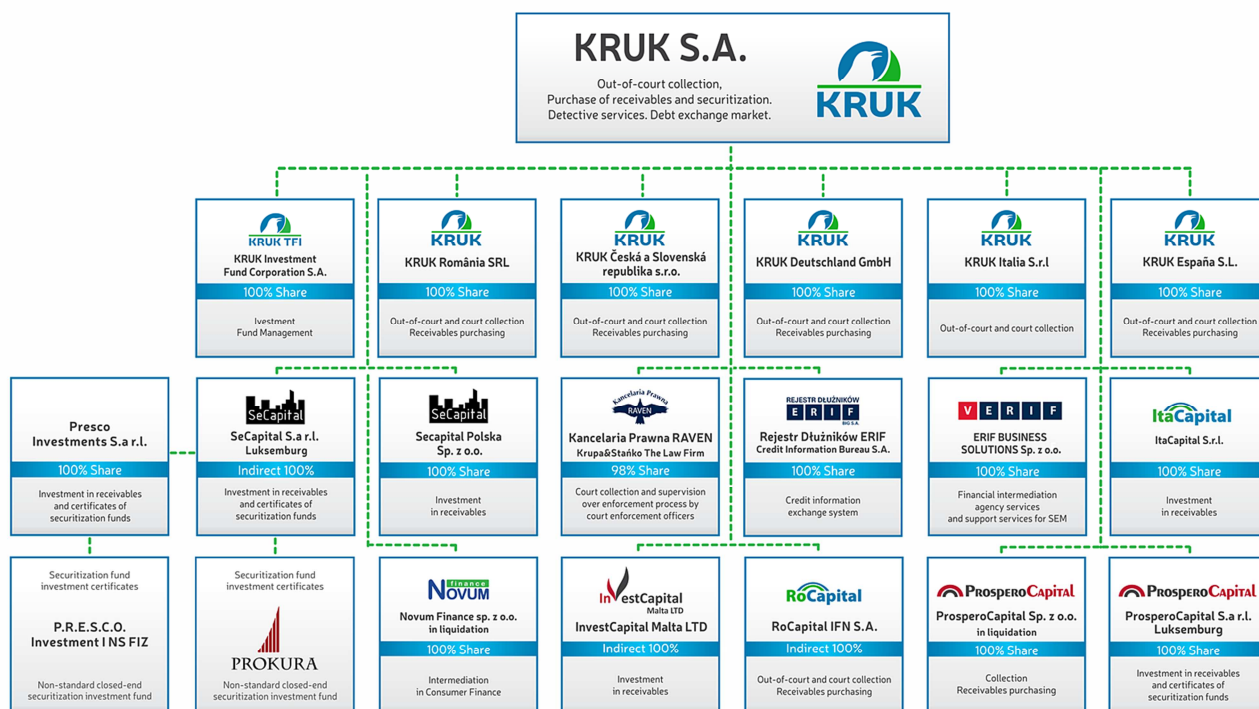 KRUK S.A.
Out-of-court collection,
Purchase of receivables and securitization.
Detective services. Debt exchange market.
KRUK
KRUK TFI
KRUK Investment
Fund Corporation S.A.
100% Share
Ivestment
Fund Management
KRUK
KRUK România SRL
100% Share
Out-of-court and court collection
Receivables purchasing
KRUK
KRUK Česká a Slovenská
republika s.r.o.
100% Share
Out-of-court and court collection
Receivables purchasing
KRUK
KRUK Deutschland GmbH
100% Share
Out-of-court and court collection
Receivables purchasing
KRUK
KRUK Italia S.r.l
100% Share
Out-of-court and court collection
KRUK
KRUK España S.L.
100% Share
Out-of-court and court collection
Receivables purchasing
Presco
Investments S.a r.l.
100% Share
Investment in receivables
and certificates of
securitization funds
SeCapital
SeCapital S.a r.l.
Luksemburg
Indirect 100%
Investment in receivables
and certificates of
securitization funds
SeCapital
Secapital Polska
Sp. z o.o.
100% Share
Investment
in receivables
Kancelaria Prawna
RAVEN
Kancelaria Prawna RAVEN
Krupa&Stańko The Law Firm
98% Share
Court collection and supervision
over enforcement process by
court enforcement officers
REJESTR DŁUŻNIKÓW
ERIF
BIG S.A.
Rejestr Dłużników ERIF
Credit Information Bureau S.A.
100% Share
Credit information
exchange system
VERIF
ERIF BUSINESS
SOLUTIONS Sp. z o.o.
100% Share
Financial intermediation
agency services
and support services for SEM
ItaCapital
ItaCapital S.r.l.
100% Share
Investment
in receivables
Securitization fund
investment certificates
P.R.E.S.C.O.
Investment I NS FIZ
Non-standard closed-end
securitization investment fund
Securitization fund
investment certificates
PROKURA
Non-standard closed-end
securitization investment fund
finance
NOVUM
Novum Finance sp. z o.o.
in liquidation
100% Share
Intermediation
in Consumer Finance
InVestCapital
Malta LTD
InvestCapital Malta LTD
Indirect 100%
Investment
in receivables
RoCapital
RoCapital IFN S.A.
Indirect 100%
Out-of-court and court collection
Receivables purchasing
PROSPEROCAPITAL
ProsperoCapital Sp. z o.o.
in liquidation
100% Share
Collection
Receivables purchasing
PROSPEROCAPITAL
ProsperoCapital S.a r.l.
Luksemburg
100% Share
Investment in receivables
and certificates of
securitization funds